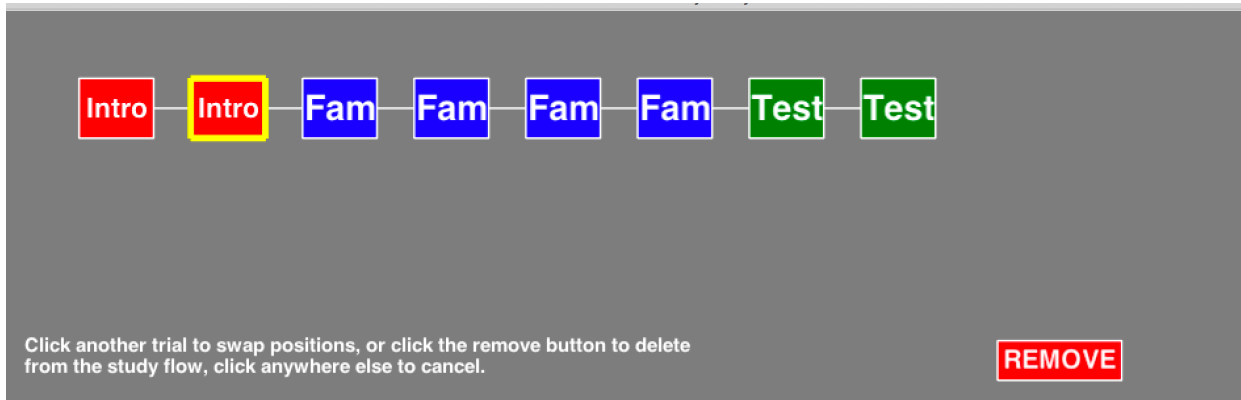 Intro Intro Fam Fam Fam Fam Test Test
Click another trial to swap positions, or click the remove button to delete
from the study flow, click anywhere else to cancel.
REMOVE